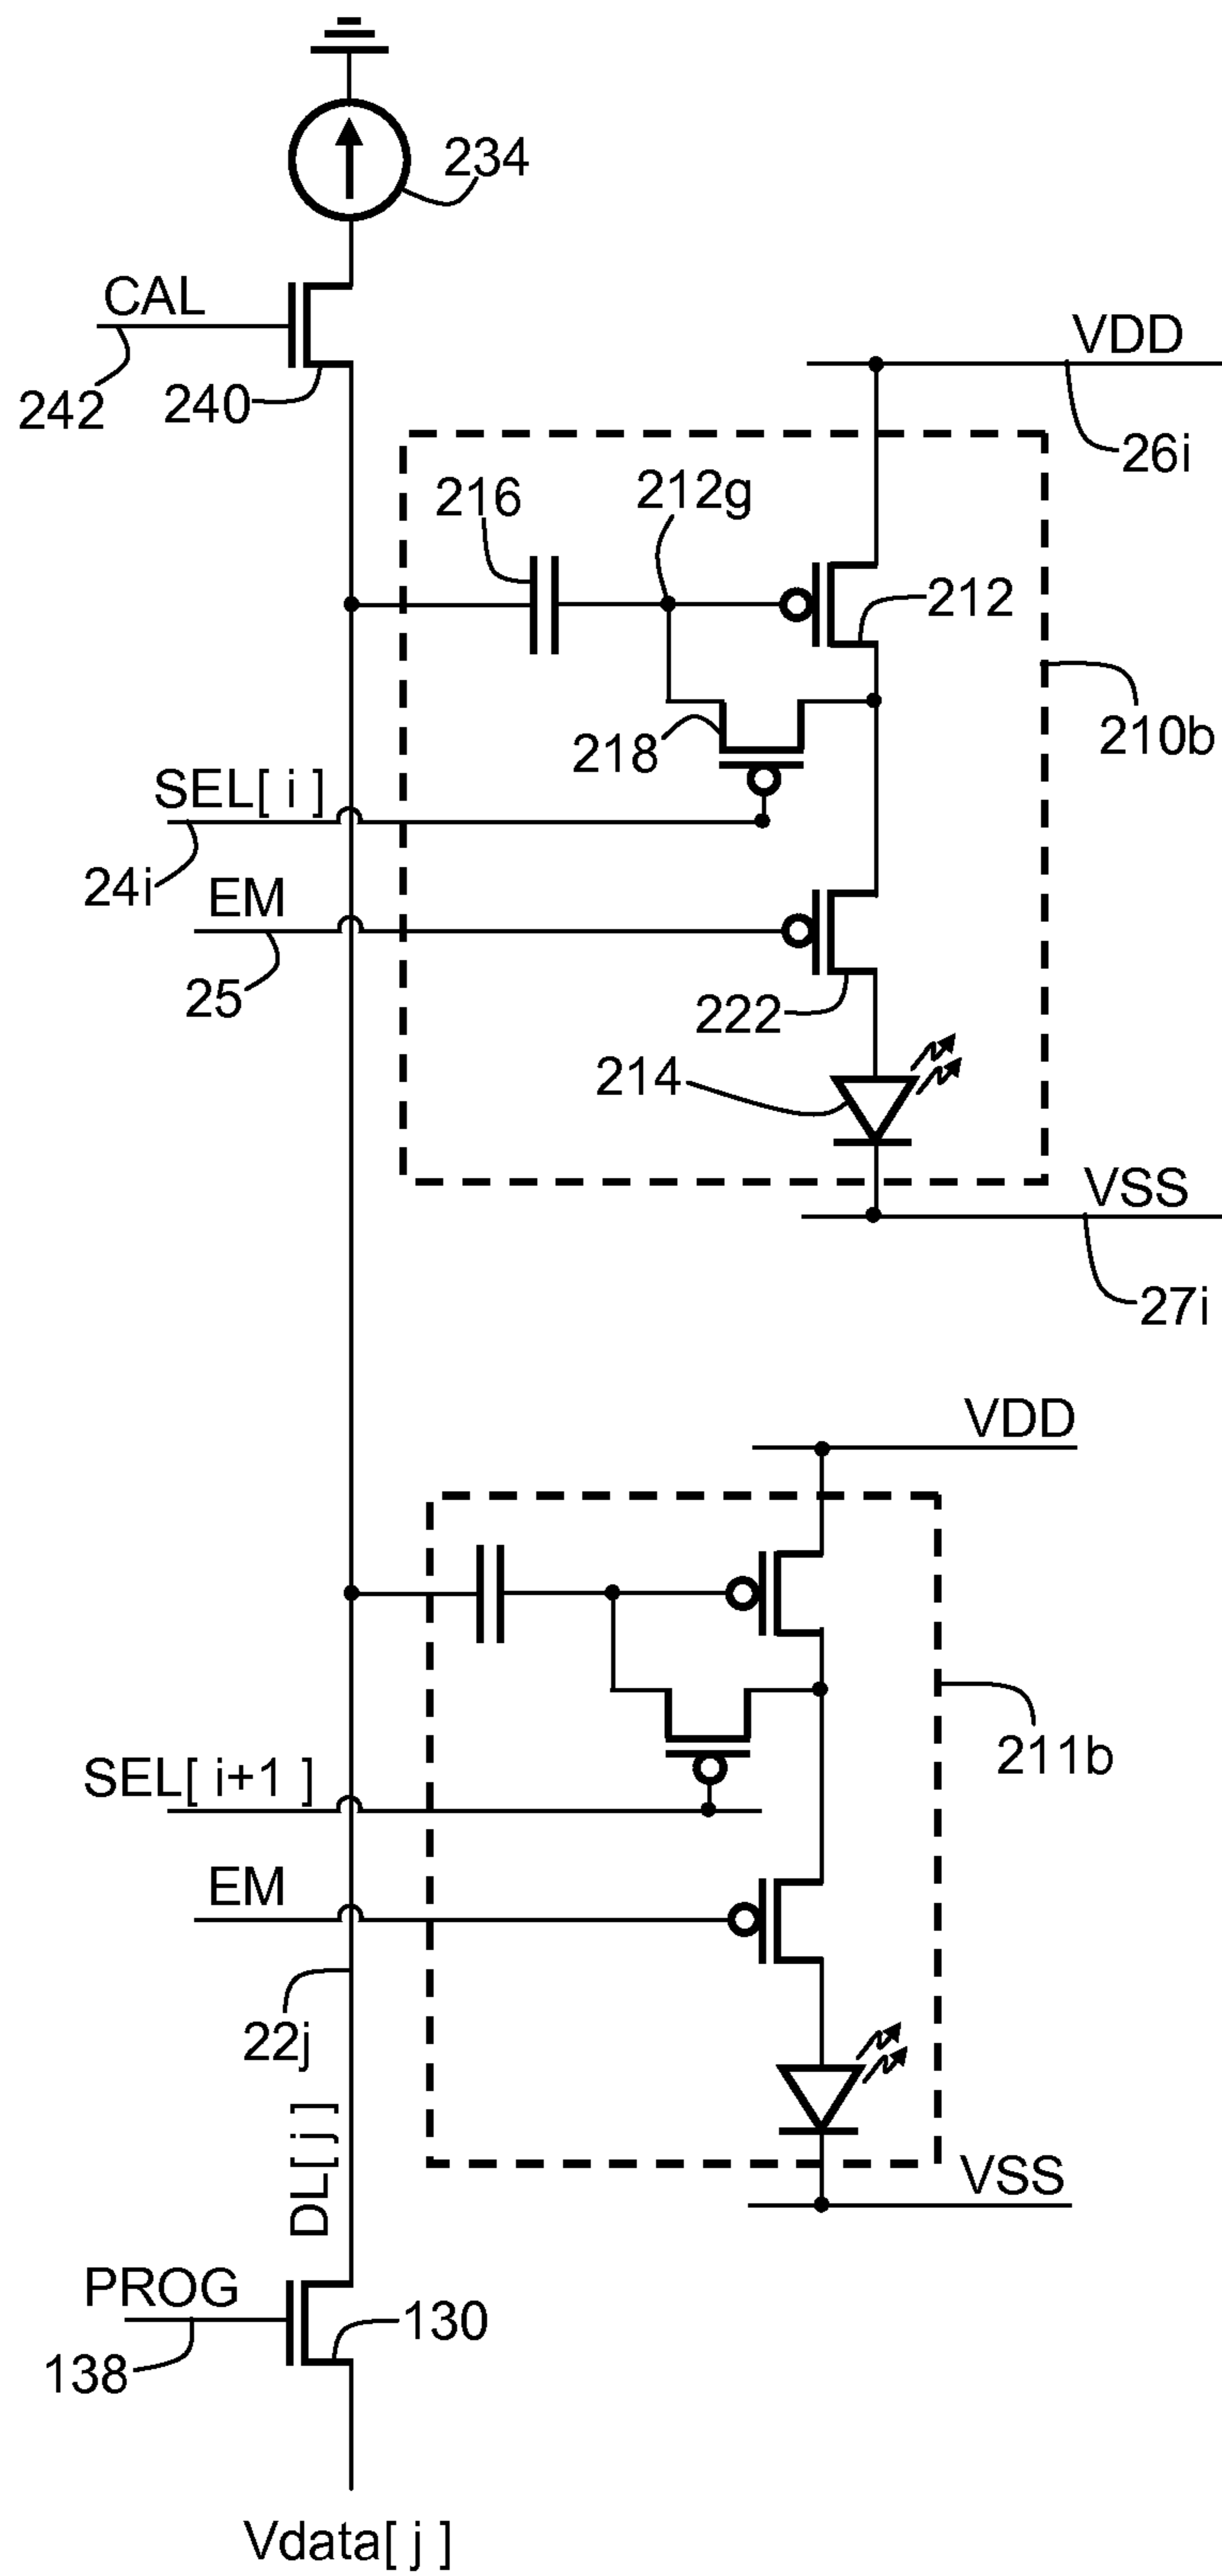 234
CAL
242
240
VDD
26i
216
212g
212
218
210b
SEL[ i ]
24i
EM
25
222
214
VSS
27i
VDD
SEL[ i+1 ]
211b
EM
22j
DL[ j ]
VSS
PROG
138
130
Vdata[ j ]